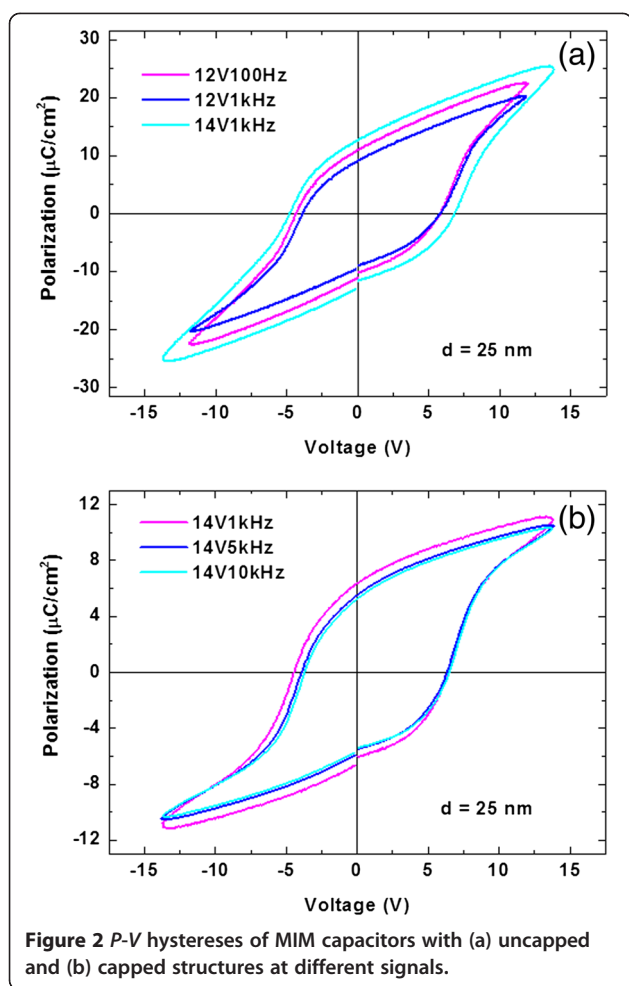 (a)
12V100Hz
12V1kHz
14V1kHz
30
20
10
0
-10
-20
-30
Polarization (μC/cm²)
d = 25 nm
-15 -10 -5 0 5 10 15
Voltage (V)
(b)
14V1kHz
14V5kHz
14V10kHz
12
8
4
0
-4
-8
-12
Polarization (μC/cm²)
d = 25 nm
-15 -10 -5 0 5 10 15
Voltage (V)
Figure 2 P-V hystereses of MIM capacitors with (a) uncapped
and (b) capped structures at different signals.